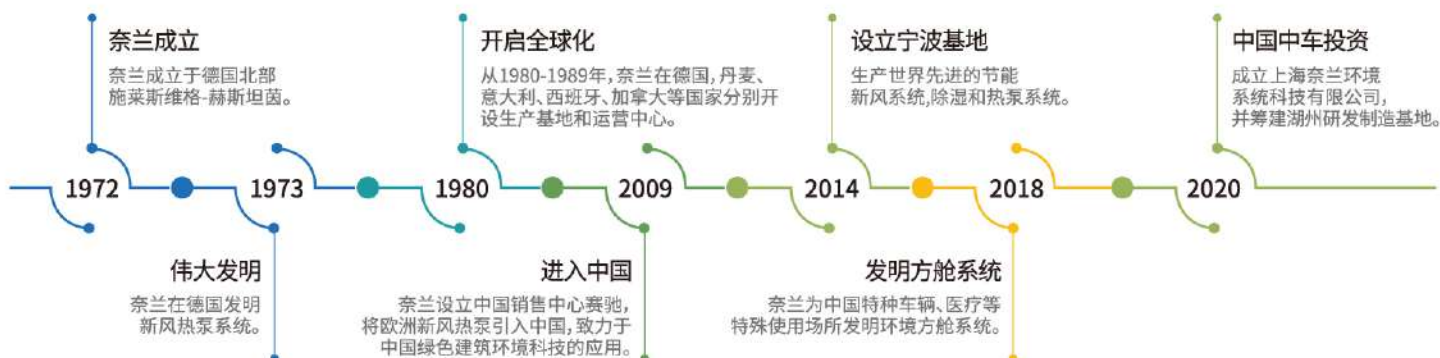 奈兰成立
奈兰成立于德国北部
施莱斯维格-赫斯坦茵。
开启全球化
从1980-1989年，奈兰在德国，丹麦、
意大利、西班牙、加拿大等国家分别开
设生产基地和运营中心。
设立宁波基地
生产世界先进的节能
新风系统,除湿和热泵系统。
中国中车投资
成立上海奈兰环境
系统科技有限公司，
并筹建湖州研发制造基地。
1972
1973
1980
2009
2014
2018
2020
伟大发明
奈兰在德国发明
新风热泵系统。
进入中国
奈兰设立中国销售中心赛驰，
将欧洲新风热泵引入中国，致力于
中国绿色建筑环境科技的应用。
发明方舱系统
奈兰为中国特种车辆、医疗等
特殊使用场所发明环境方舱系统。